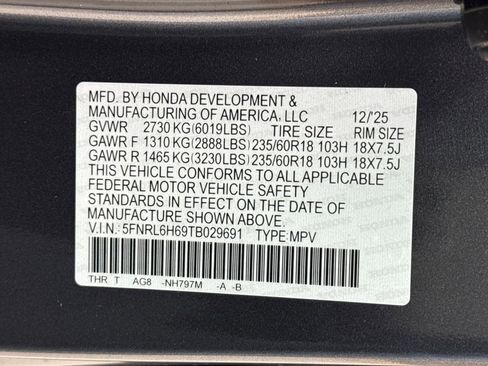 MFD. BY HONDA DEVELOPMENT &
MANUFACTURING OF AMERICA, LLC 12/'25
GVWR 2730 KG(6019LBS) TIRE SIZE RIM SIZE
GAWR F 1310 KG(2888LBS) 235/60R18 103H 18X7.5J
GAWR R 1465 KG(3230LBS) 235/60R18 103H 18X7.5J
THIS VEHICLE CONFORMS TO ALL APPLICABLE
FEDERAL MOTOR VEHICLE SAFETY
STANDARDS IN EFFECT ON THE DATE OF
MANUFACTURE SHOWN ABOVE.
V.I.N.: 5FNRL6H69TB029691 TYPE:MPV
THR T AG8 -NH797M -A -B